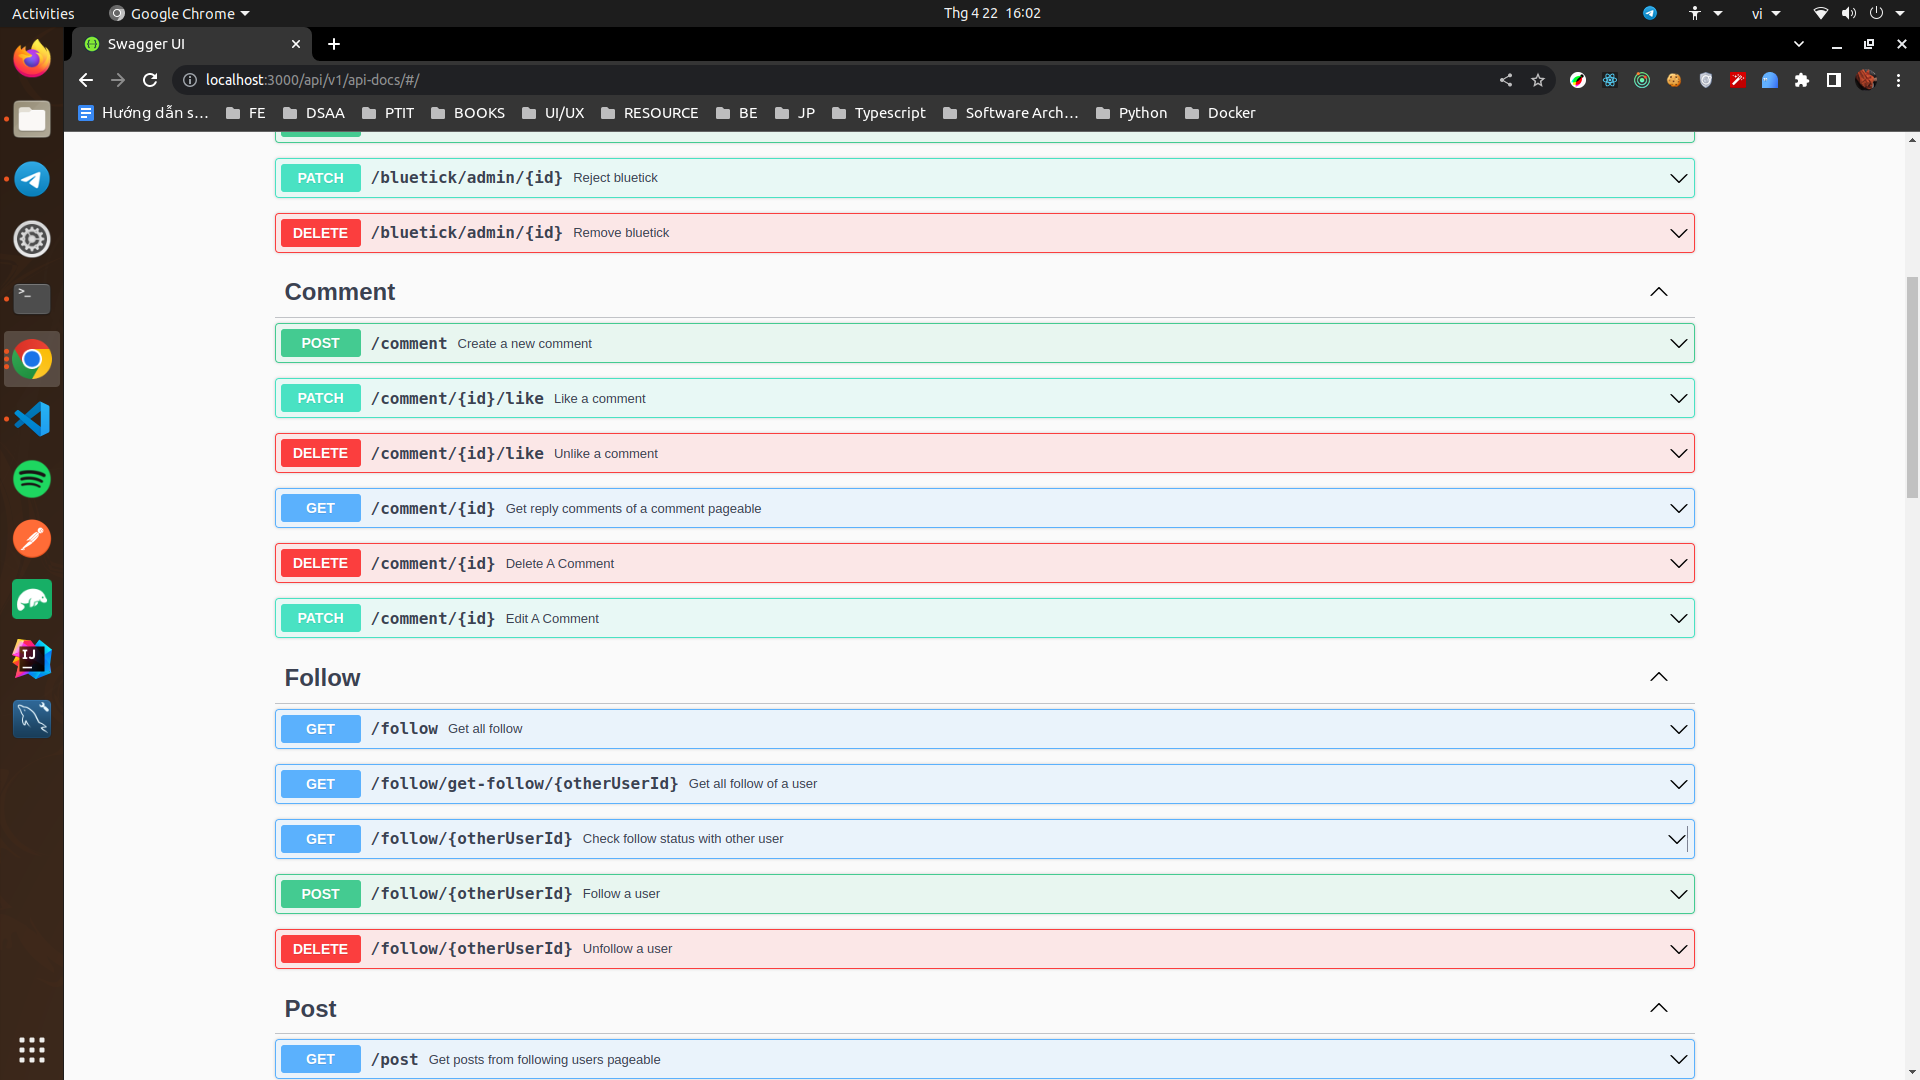 Activities Google Chrome Thg 4 22 16:02 vi
Swagger UI
localhost:3000/api/v1/api-docs/#/
Hướng dẫn s… FE DSAA PTIT BOOKS UI/UX RESOURCE BE JP Typescript Software Arch… Python Docker
PATCH /bluetick/admin/{id} Reject bluetick
DELETE /bluetick/admin/{id} Remove bluetick
Comment
POST /comment Create a new comment
PATCH /comment/{id}/like Like a comment
DELETE /comment/{id}/like Unlike a comment
GET /comment/{id} Get reply comments of a comment pageable
DELETE /comment/{id} Delete A Comment
PATCH /comment/{id} Edit A Comment
Follow
GET /follow Get all follow
GET /follow/get-follow/{otherUserId} Get all follow of a user
GET /follow/{otherUserId} Check follow status with other user
POST /follow/{otherUserId} Follow a user
DELETE /follow/{otherUserId} Unfollow a user
Post
GET /post Get posts from following users pageable
IJ